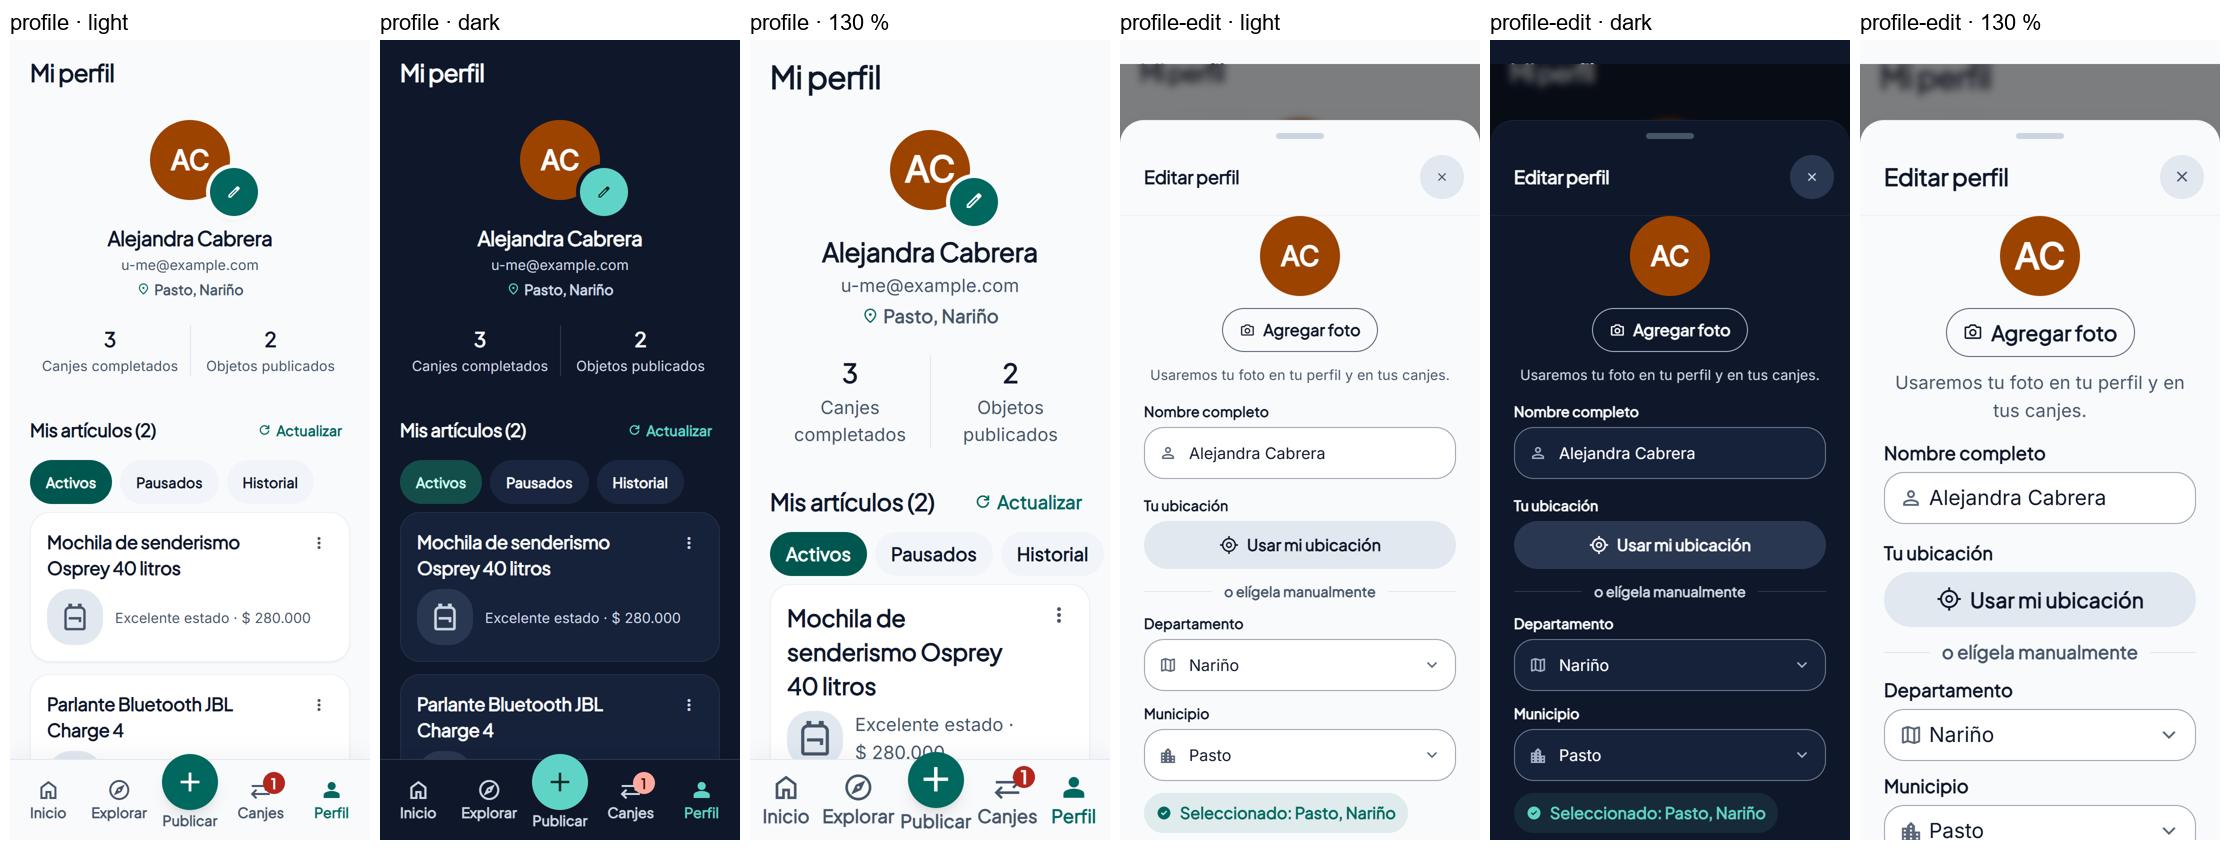 profile · light
Mi perfil
AC
Alejandra Cabrera
u-me@example.com
Pasto, Nariño
3
Canjes completados
2
Objetos publicados
Mis artículos (2)
Actualizar
Activos
Pausados
Historial
Mochila de senderismo
Osprey 40 litros
Excelente estado · $ 280.000
Parlante Bluetooth JBL
Charge 4
Inicio
Explorar
Publicar
1
Canjes
Perfil
profile · dark
Mi perfil
AC
Alejandra Cabrera
u-me@example.com
Pasto, Nariño
3
Canjes completados
2
Objetos publicados
Mis artículos (2)
Actualizar
Activos
Pausados
Historial
Mochila de senderismo
Osprey 40 litros
Excelente estado · $ 280.000
Parlante Bluetooth JBL
Charge 4
Inicio
Explorar
Publicar
1
Canjes
Perfil
profile · 130 %
Mi perfil
AC
Alejandra Cabrera
u-me@example.com
Pasto, Nariño
3
Canjes
completados
2
Objetos
publicados
Mis artículos (2)
Actualizar
Activos
Pausados
Historial
Mochila de
senderismo Osprey
40 litros
Excelente estado ·
$ 280.000
Inicio
Explorar
Publicar
1
Canjes
Perfil
profile-edit · light
Mi perfil
Editar perfil
AC
Agregar foto
Usaremos tu foto en tu perfil y en tus canjes.
Nombre completo
Alejandra Cabrera
Tu ubicación
Usar mi ubicación
o elígela manualmente
Departamento
Nariño
Municipio
Pasto
Seleccionado: Pasto, Nariño
profile-edit · dark
Mi perfil
Editar perfil
AC
Agregar foto
Usaremos tu foto en tu perfil y en tus canjes.
Nombre completo
Alejandra Cabrera
Tu ubicación
Usar mi ubicación
o elígela manualmente
Departamento
Nariño
Municipio
Pasto
Seleccionado: Pasto, Nariño
profile-edit · 130 %
Mi perfil
Editar perfil
AC
Agregar foto
Usaremos tu foto en tu perfil y en
tus canjes.
Nombre completo
Alejandra Cabrera
Tu ubicación
Usar mi ubicación
o elígela manualmente
Departamento
Nariño
Municipio
Pasto